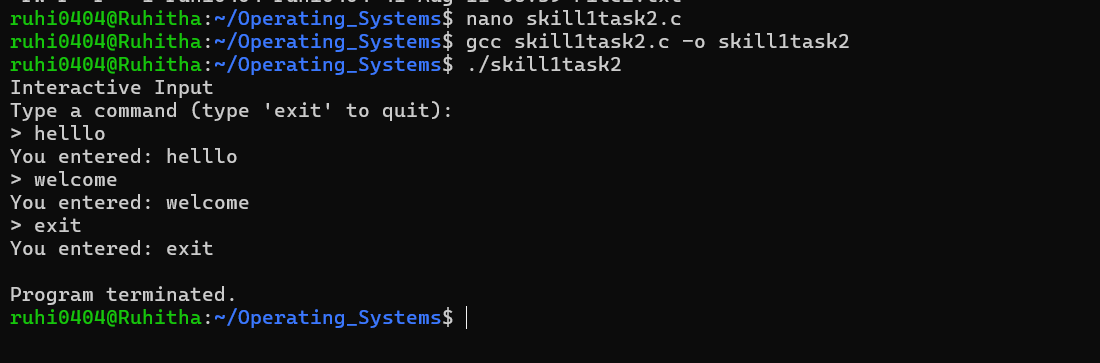 ruhi0404@Ruhitha:~/Operating_Systems$ nano skill1task2.c
ruhi0404@Ruhitha:~/Operating_Systems$ gcc skill1task2.c -o skill1task2
ruhi0404@Ruhitha:~/Operating_Systems$ ./skill1task2
Interactive Input
Type a command (type 'exit' to quit):
> helllo
You entered: helllo
> welcome
You entered: welcome
> exit
You entered: exit
Program terminated.
ruhi0404@Ruhitha:~/Operating_Systems$